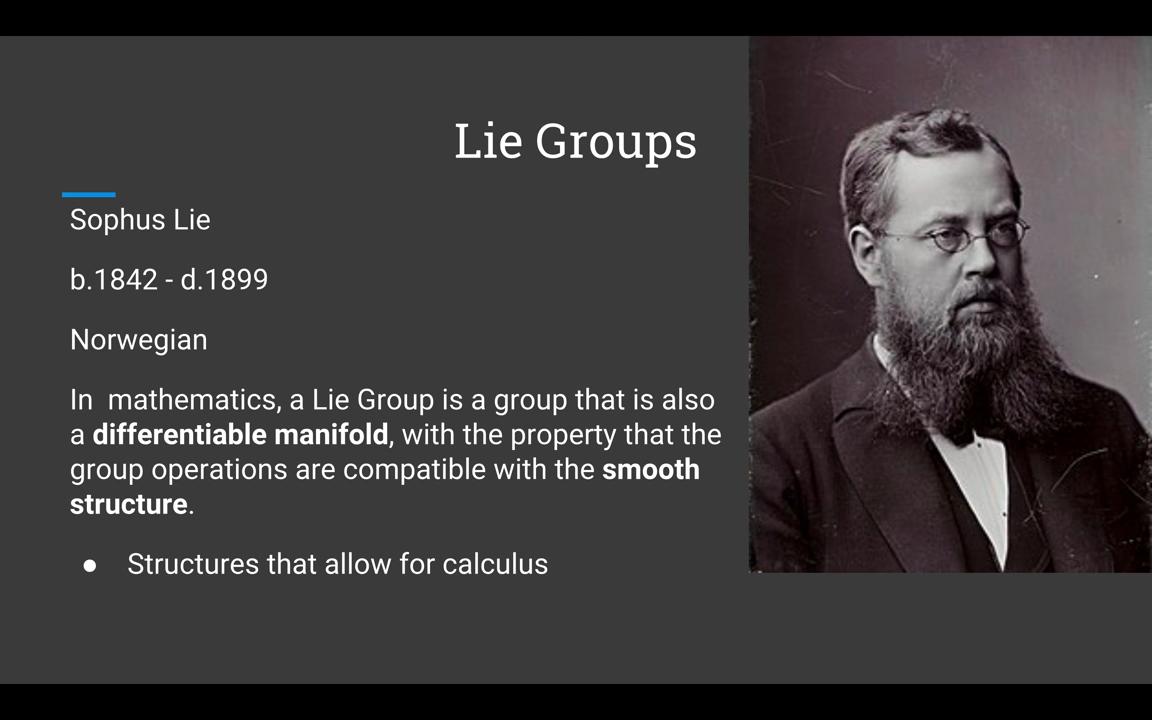 Lie Groups
Sophus Lie
b.1842 - d.1899
Norwegian
In  mathematics, a Lie Group is a group that is also
a differentiable manifold, with the property that the
group operations are compatible with the smooth
structure.
● Structures that allow for calculus